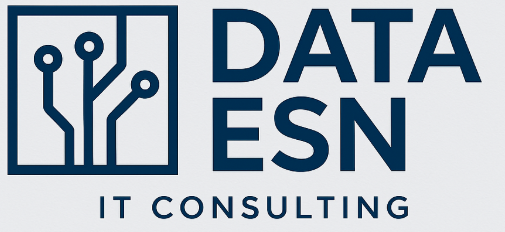 DATA
ESN
IT CONSULTING